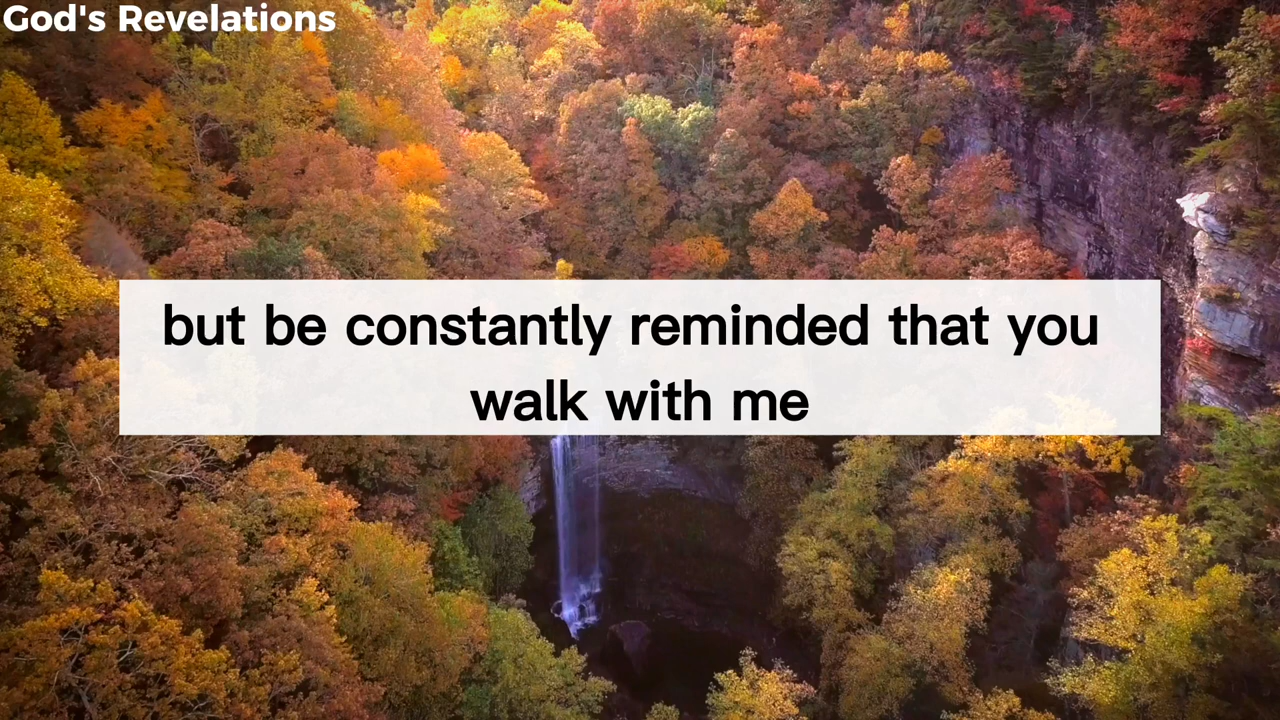 God's Revelations
but be constantly reminded that you
walk with me